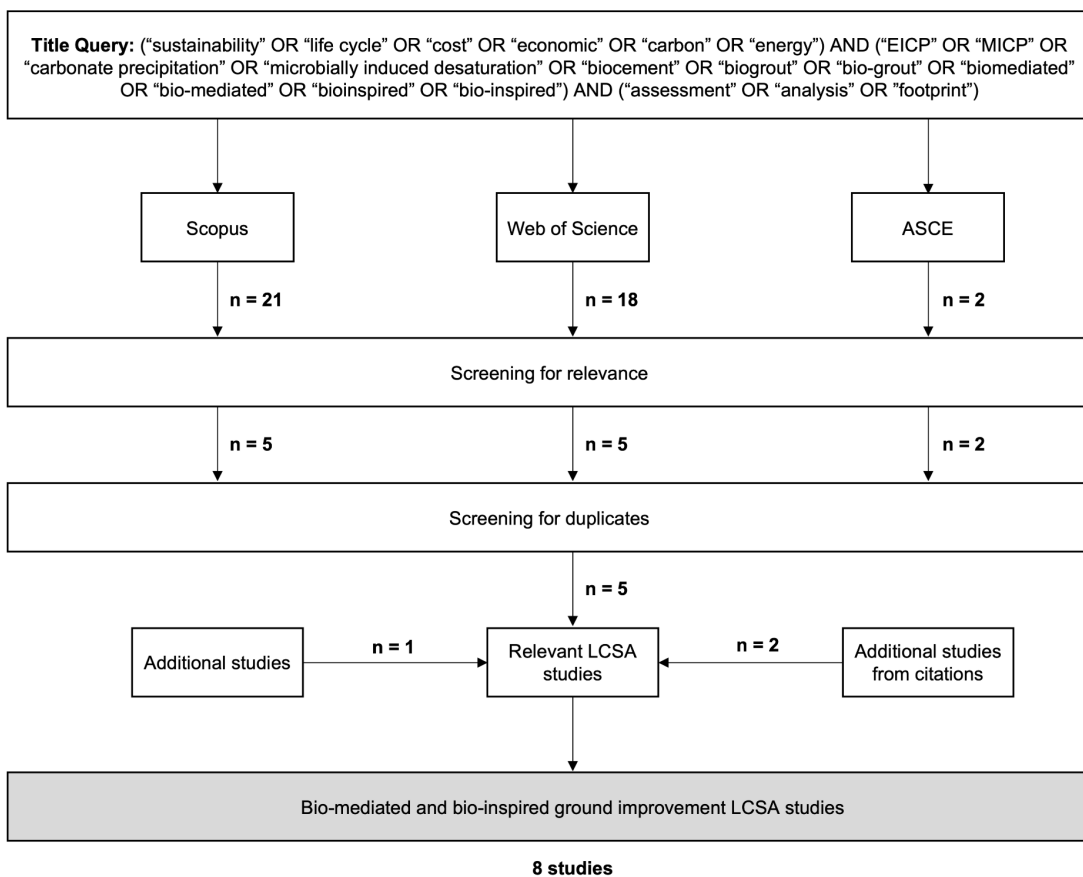 Title Query: (“sustainability” OR “life cycle” OR “cost” OR “economic” OR “carbon” OR “energy”) AND (“EICP” OR “MICP” OR
“carbonate precipitation” OR “microbially induced desaturation” OR “biocement” OR “biogrout” OR “bio-grout” OR “biomediated”
OR “bio-mediated” OR “bioinspired” OR “bio-inspired”) AND (“assessment” OR “analysis” OR ”footprint”)
Scopus
Web of Science
ASCE
n = 21
n = 18
n = 2
Screening for relevance
n = 5
n = 5
n = 2
Screening for duplicates
n = 5
Additional studies
n = 1
Relevant LCSA
studies
n = 2
Additional studies
from citations
Bio-mediated and bio-inspired ground improvement LCSA studies
8 studies